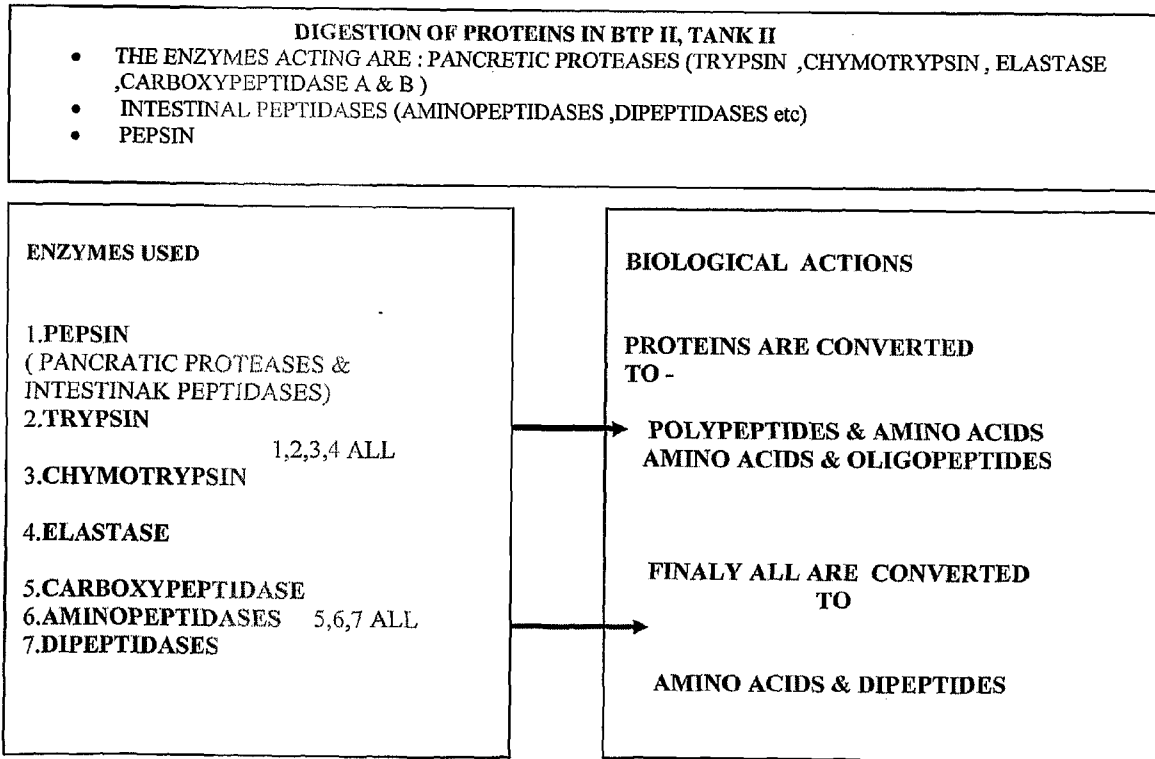 DIGESTION OF PROTEINS IN BTP II, TANK II
• THE ENZYMES ACTING ARE : PANCRETIC PROTEASES (TRYPSIN ,CHYMOTRYPSIN , ELASTASE
,CARBOXYPEPTIDASE A & B )
• INTESTINAL PEPTIDASES (AMINOPEPTIDASES ,DIPEPTIDASES etc)
• PEPSIN
ENZYMES USED
1.PEPSIN
( PANCRATIC PROTEASES &
INTESTINAK PEPTIDASES)
2.TRYPSIN
1,2,3,4 ALL
3.CHYMOTRYPSIN
4.ELASTASE
5.CARBOXYPEPTIDASE
6.AMINOPEPTIDASES 5,6,7 ALL
7.DIPEPTIDASES
BIOLOGICAL ACTIONS
PROTEINS ARE CONVERTED
TO -
POLYPEPTIDES & AMINO ACIDS
AMINO ACIDS & OLIGOPEPTIDES
FINALY ALL ARE CONVERTED
TO
AMINO ACIDS & DIPEPTIDES